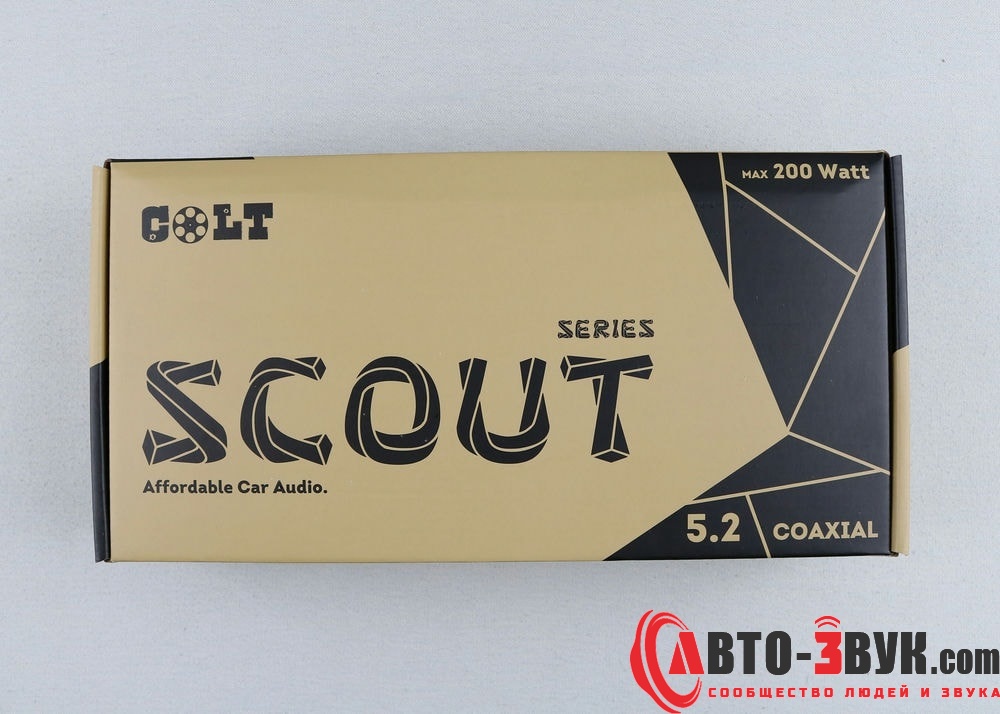 COLT
MAX 200 Watt
SERIES
SCOUT
Affordable Car Audio.
5.2 COAXIAL
АВТО-ЗВУК.com
СООБЩЕСТВО ЛЮДЕЙ И ЗВУКА